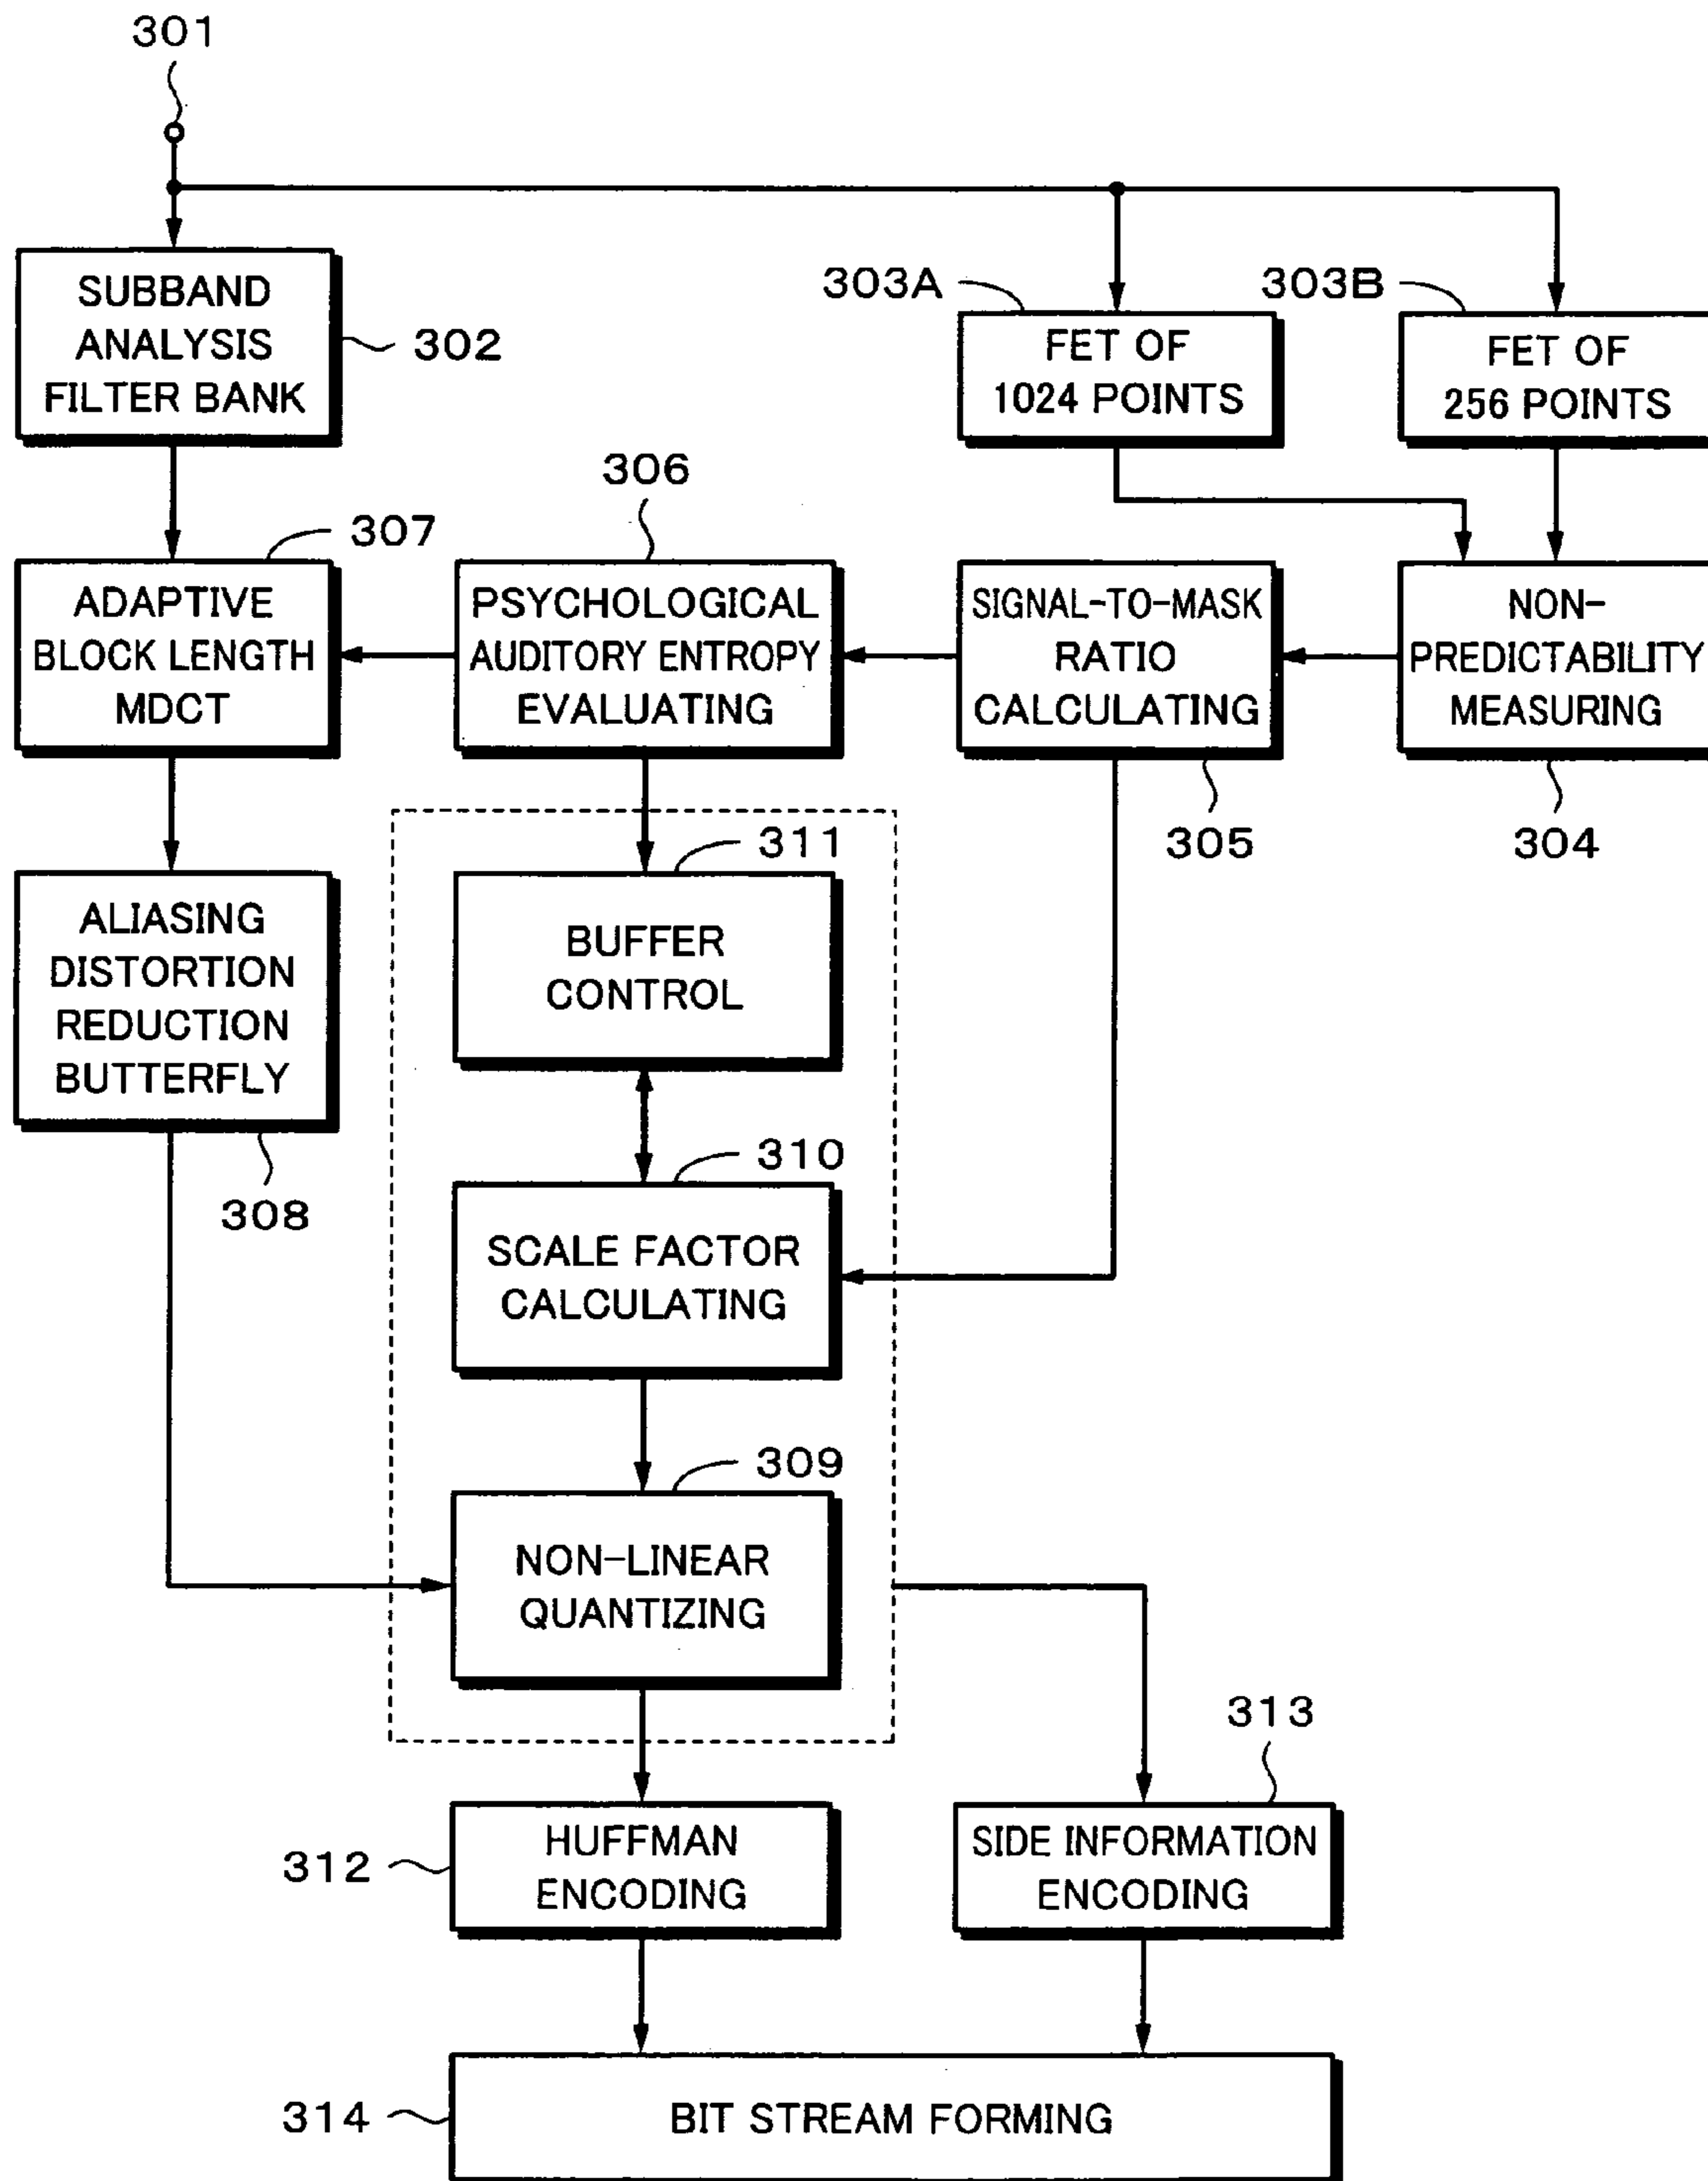 301
SUBBAND
ANALYSIS
FILTER BANK
302
303A
FET OF
1024 POINTS
303B
FET OF
256 POINTS
306
307
ADAPTIVE
BLOCK LENGTH
MDCT
PSYCHOLOGICAL
AUDITORY ENTROPY
EVALUATING
SIGNAL-TO-MASK
RATIO
CALCULATING
NON-
PREDICTABILITY
MEASURING
305
304
311
ALIASING
DISTORTION
REDUCTION
BUTTERFLY
308
BUFFER
CONTROL
310
SCALE FACTOR
CALCULATING
309
NON-LINEAR
QUANTIZING
313
312
HUFFMAN
ENCODING
SIDE INFORMATION
ENCODING
314
BIT STREAM FORMING